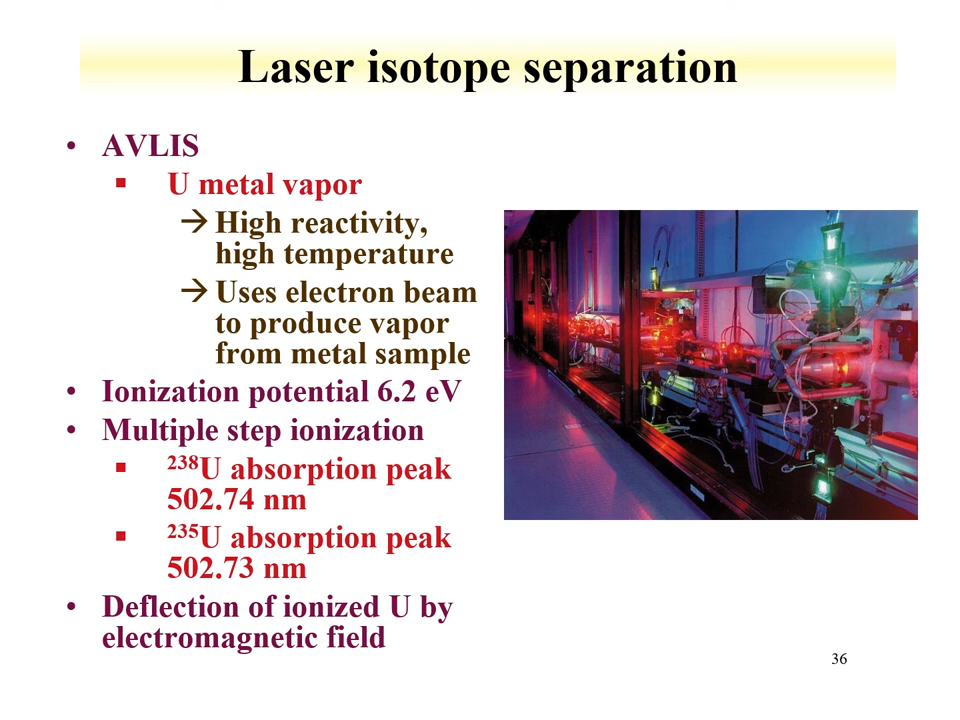 Laser isotope separation
• AVLIS
▪ U metal vapor
→ High reactivity,
high temperature
→ Uses electron beam
to produce vapor
from metal sample
• Ionization potential 6.2 eV
• Multiple step ionization
▪ ²³⁸U absorption peak
502.74 nm
▪ ²³⁵U absorption peak
502.73 nm
• Deflection of ionized U by
electromagnetic field
36